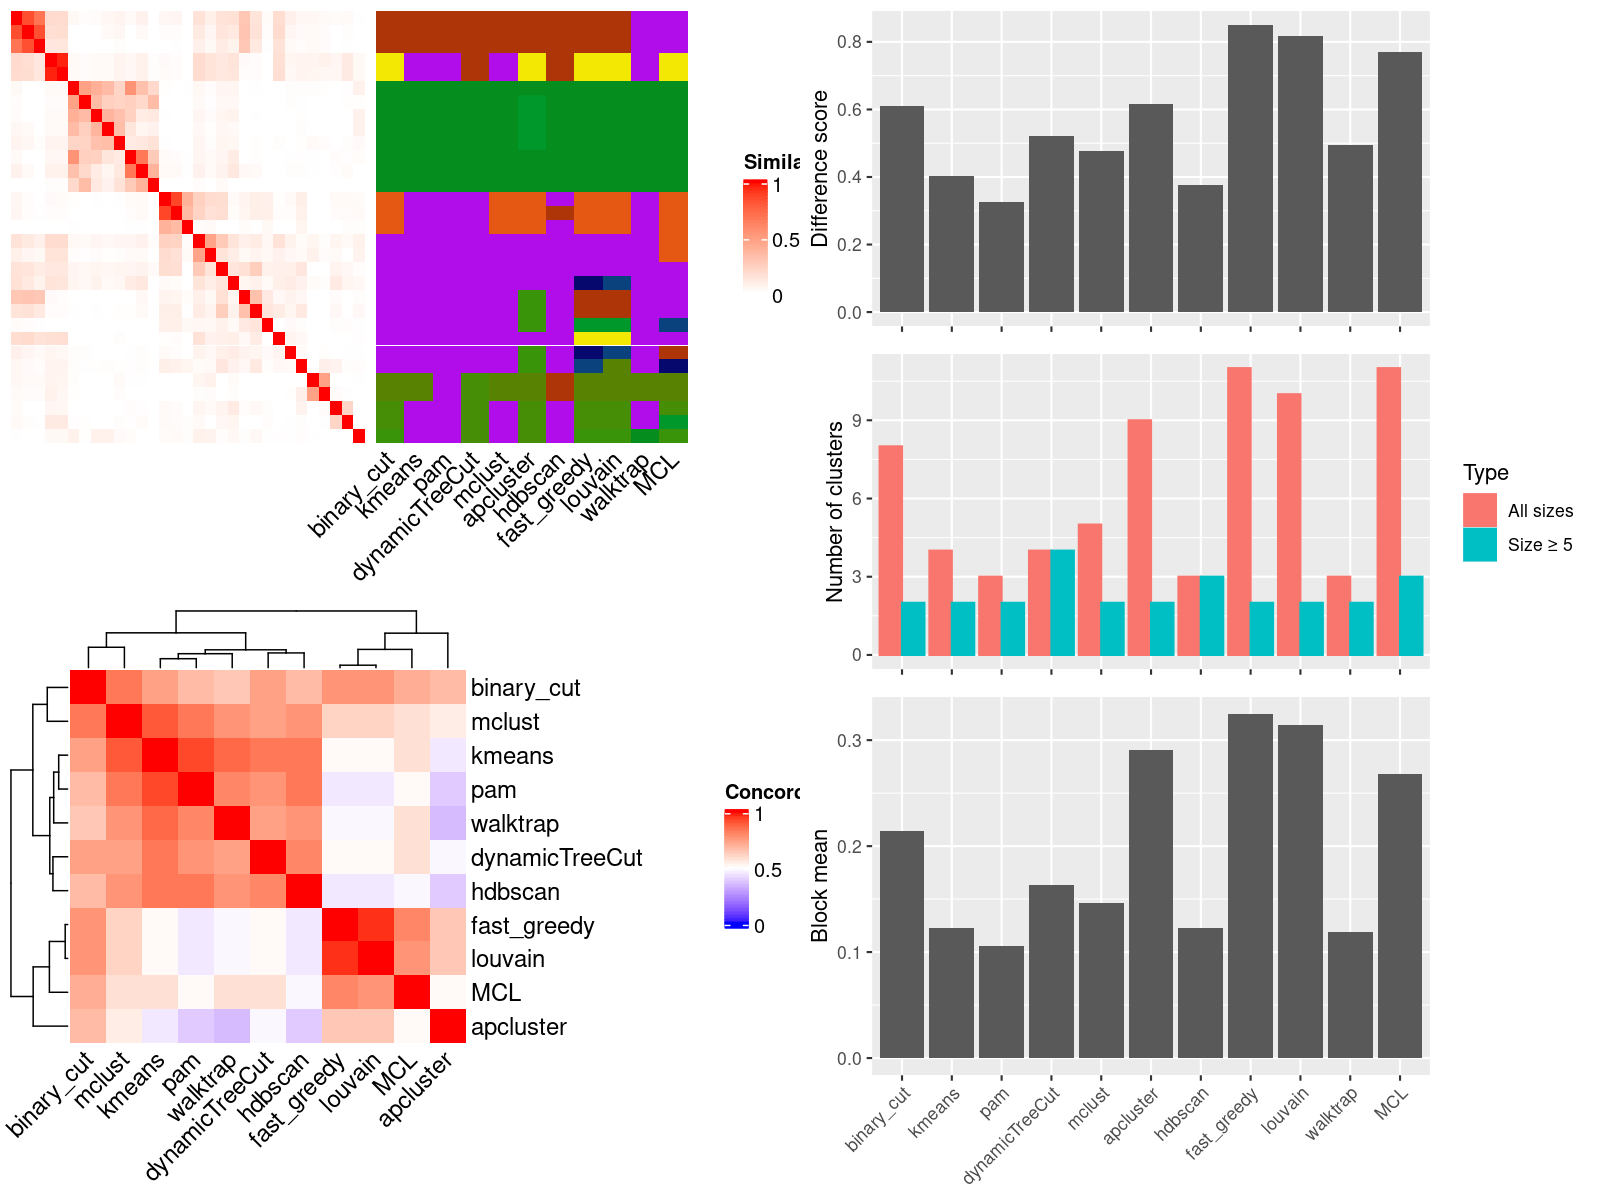 Simila
1
0.5
0
binary_cut
kmeans
pam
dynamicTreeCut
mclust
apcluster
hdbscan
fast_greedy
louvain
walktrap
MCL
Difference score
0.8
0.6
0.4
0.2
0.0
Number of clusters
9
6
3
0
Type
All sizes
Size ≥ 5
binary_cut
mclust
kmeans
pam
walktrap
dynamicTreeCut
hdbscan
fast_greedy
louvain
MCL
apcluster
Concord
1
0.5
0
binary_cut
mclust
kmeans
pam
walktrap
dynamicTreeCut
hdbscan
fast_greedy
louvain
MCL
apcluster
Block mean
0.3
0.2
0.1
0.0
binary_cut
kmeans
pam
dynamicTreeCut
mclust
apcluster
hdbscan
fast_greedy
louvain
walktrap
MCL